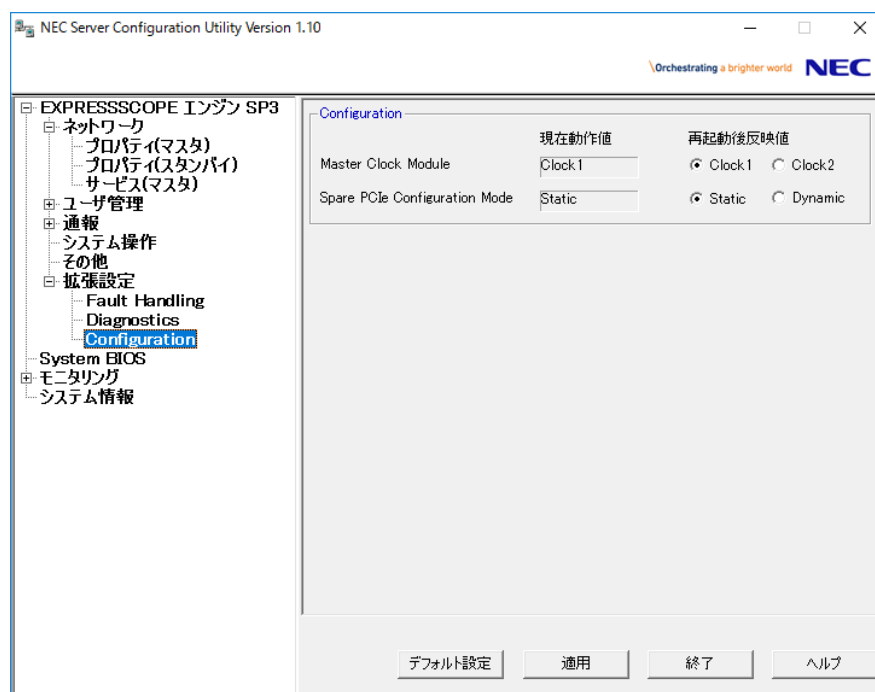 NEC Server Configuration Utility Version 1.10
\Orchestrating a brighter world NEC
EXPRESSSCOPE エンジン SP3
ネットワーク
プロパティ(マスタ)
プロパティ(スタンバイ)
サービス(マスタ)
ユーザ管理
通報
システム操作
その他
拡張設定
Fault Handling
Diagnostics
Configuration
System BIOS
モニタリング
システム情報
Configuration
現在動作値 再起動後反映値
Master Clock Module Clock1 Clock1 Clock2
Spare PCIe Configuration Mode Static Static Dynamic
デフォルト設定 適用 終了 ヘルプ